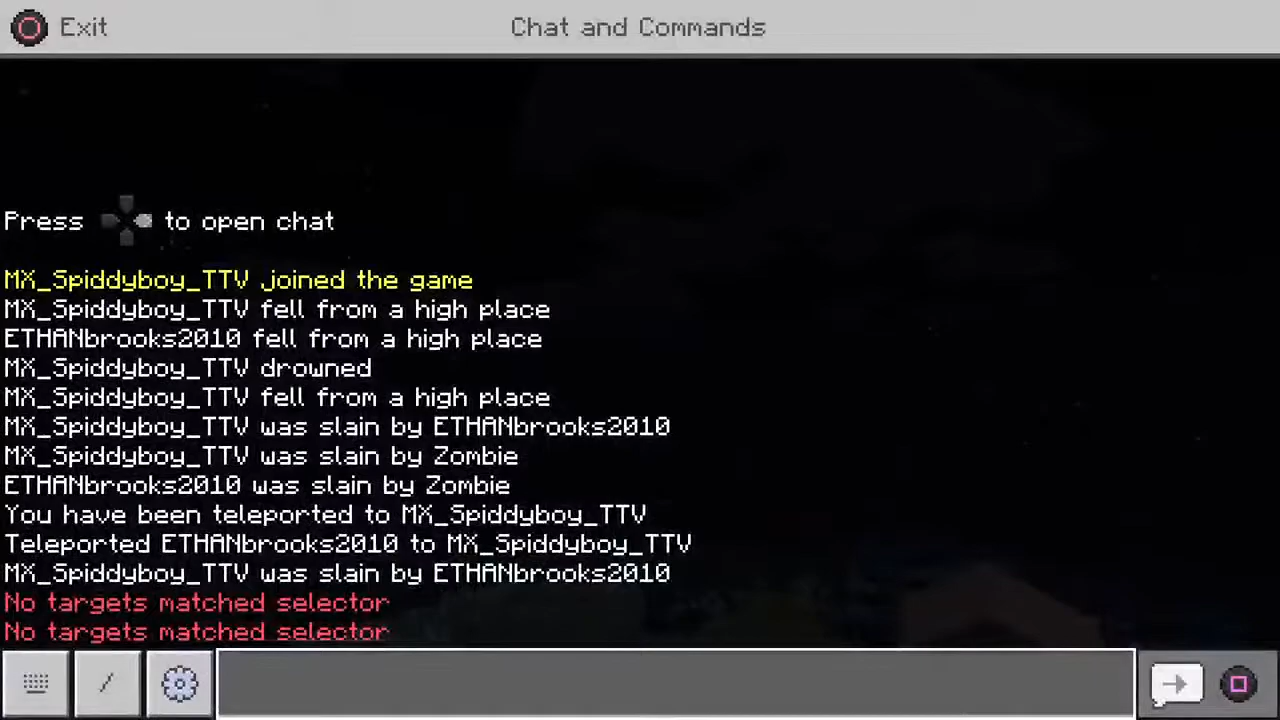 Exit
Chat and Commands
Press to open chat
MX_Spiddyboy_TTV joined the game
MX_Spiddyboy_TTV fell from a high place
ETHANbrooks2010 fell from a high place
MX_Spiddyboy_TTV drowned
MX_Spiddyboy_TTV fell from a high place
MX_Spiddyboy_TTV was slain by ETHANbrooks2010
MX_Spiddyboy_TTV was slain by Zombie
ETHANbrooks2010 was slain by Zombie
You have been teleported to MX_Spiddyboy_TTV
Teleported ETHANbrooks2010 to MX_Spiddyboy_TTV
MX_Spiddyboy_TTV was slain by ETHANbrooks2010
No targets matched selector
No targets matched selector
/